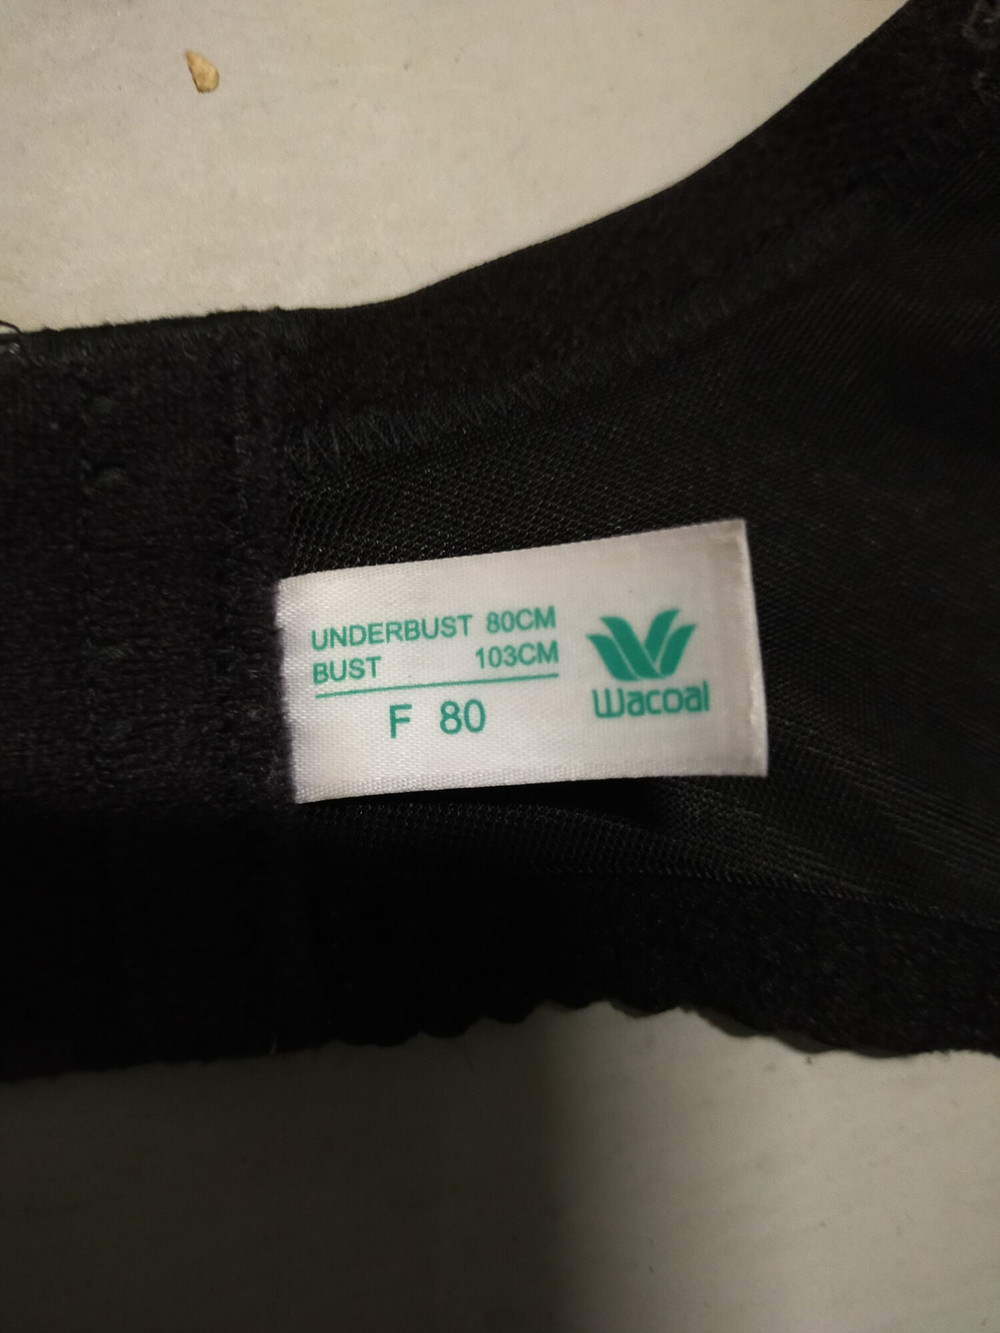 UNDERBUST 80CM
BUST 103CM
F 80
Wacoal